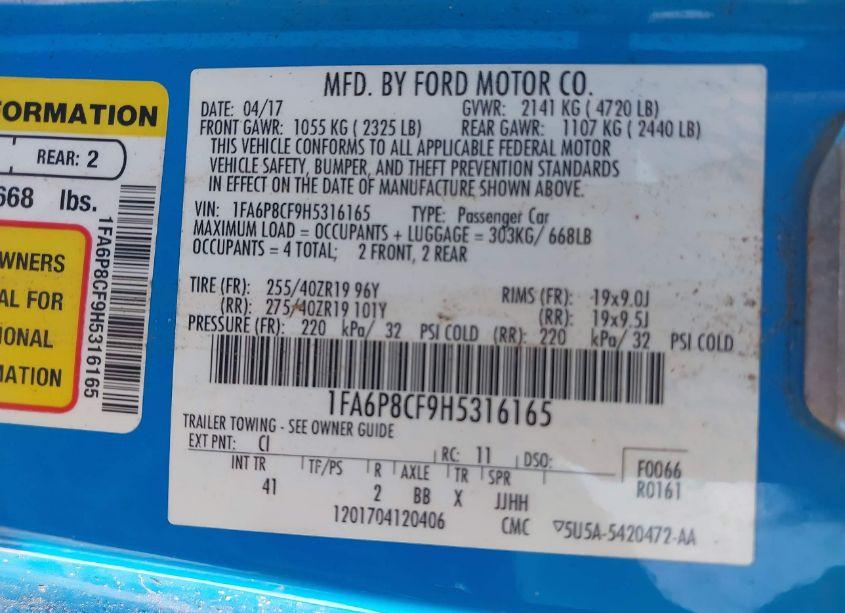 FORMATION
REAR: 2
668 lbs.
WNERS
AL FOR
IONAL
MATION
1FA6P8CF9H5316165
MFD. BY FORD MOTOR CO.
DATE: 04/17 GVWR: 2141 KG ( 4720 LB)
FRONT GAWR: 1055 KG ( 2325 LB) REAR GAWR: 1107 KG ( 2440 LB)
THIS VEHICLE CONFORMS TO ALL APPLICABLE FEDERAL MOTOR
VEHICLE SAFETY, BUMPER, AND THEFT PREVENTION STANDARDS
IN EFFECT ON THE DATE OF MANUFACTURE SHOWN ABOVE.
VIN: 1FA6P8CF9H5316165 TYPE: Passenger Car
MAXIMUM LOAD = OCCUPANTS + LUGGAGE = 303KG/ 668LB
OCCUPANTS = 4 TOTAL; 2 FRONT, 2 REAR
TIRE (FR): 255/40ZR19 96Y RIMS (FR): 19x9.0J
(RR): 275/40ZR19 101Y (RR): 19x9.5J
PRESSURE (FR): 220 kPa/ 32 PSI COLD (RR): 220 kPa/ 32 PSI COLD
1FA6P8CF9H5316165
TRAILER TOWING - SEE OWNER GUIDE
EXT PNT: CI RC: 11 DSO: F0066
INT TR TF/PS R AXLE TR SPR R0161
41 2 BB X JJHH
1201704120406 CMC ▽5U5A-5420472-AA